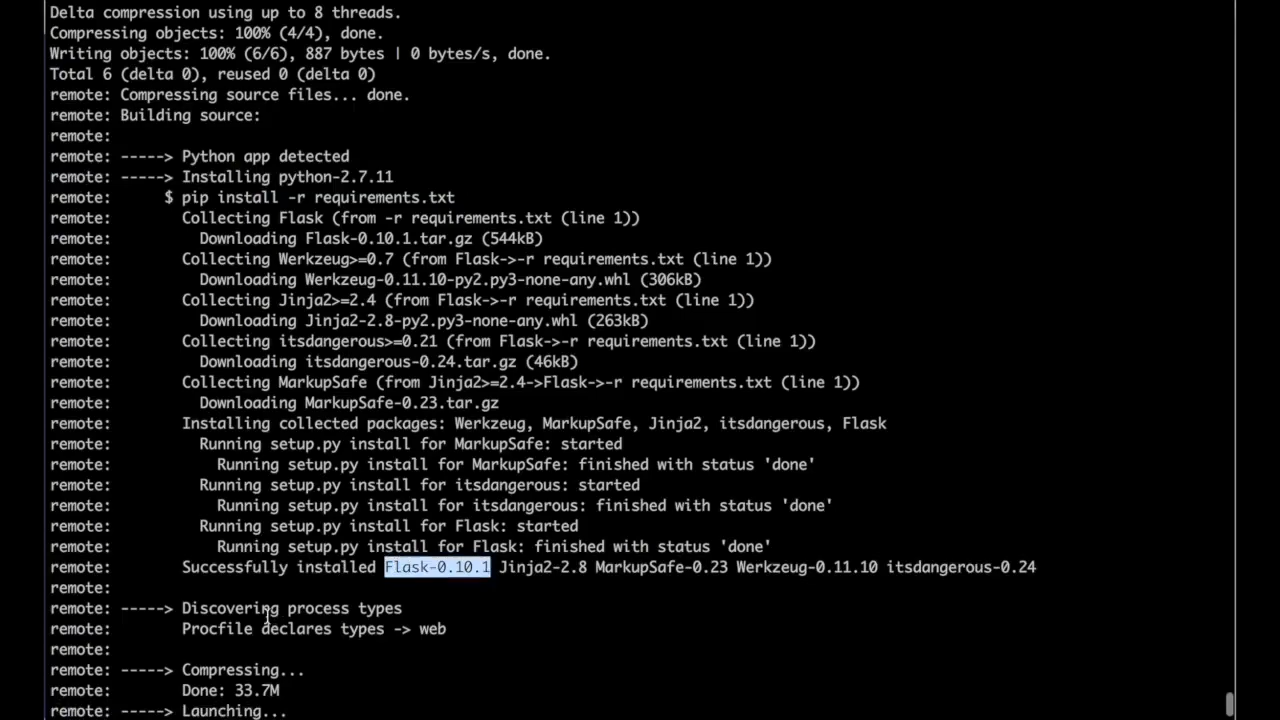 Delta compression using up to 8 threads.
Compressing objects: 100% (4/4), done.
Writing objects: 100% (6/6), 887 bytes | 0 bytes/s, done.
Total 6 (delta 0), reused 0 (delta 0)
remote: Compressing source files... done.
remote: Building source:
remote:
remote: -----> Python app detected
remote: -----> Installing python-2.7.11
remote:      $ pip install -r requirements.txt
remote:        Collecting Flask (from -r requirements.txt (line 1))
remote:          Downloading Flask-0.10.1.tar.gz (544kB)
remote:        Collecting Werkzeug>=0.7 (from Flask->-r requirements.txt (line 1))
remote:          Downloading Werkzeug-0.11.10-py2.py3-none-any.whl (306kB)
remote:        Collecting Jinja2>=2.4 (from Flask->-r requirements.txt (line 1))
remote:          Downloading Jinja2-2.8-py2.py3-none-any.whl (263kB)
remote:        Collecting itsdangerous>=0.21 (from Flask->-r requirements.txt (line 1))
remote:          Downloading itsdangerous-0.24.tar.gz (46kB)
remote:        Collecting MarkupSafe (from Jinja2>=2.4->Flask->-r requirements.txt (line 1))
remote:          Downloading MarkupSafe-0.23.tar.gz
remote:        Installing collected packages: Werkzeug, MarkupSafe, Jinja2, itsdangerous, Flask
remote:          Running setup.py install for MarkupSafe: started
remote:            Running setup.py install for MarkupSafe: finished with status 'done'
remote:          Running setup.py install for itsdangerous: started
remote:            Running setup.py install for itsdangerous: finished with status 'done'
remote:          Running setup.py install for Flask: started
remote:            Running setup.py install for Flask: finished with status 'done'
remote:        Successfully installed Flask-0.10.1 Jinja2-2.8 MarkupSafe-0.23 Werkzeug-0.11.10 itsdangerous-0.24
remote:
remote: -----> Discovering process types
remote:        Procfile declares types -> web
remote:
remote: -----> Compressing...
remote:        Done: 33.7M
remote: -----> Launching...